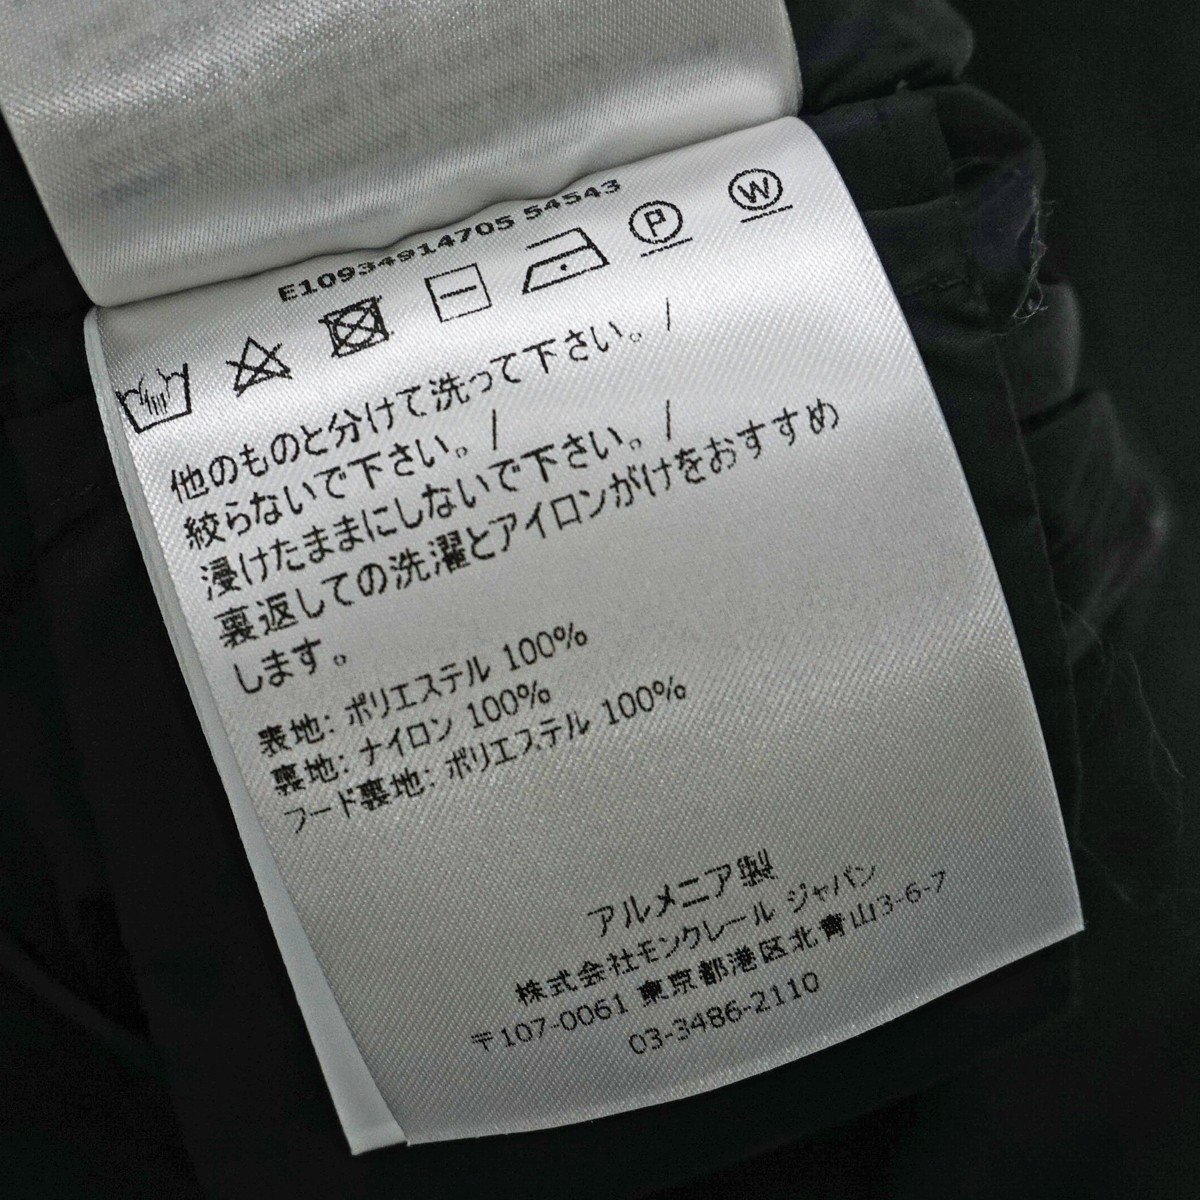 E10934914705 54543
P W
他のものと分けて洗って下さい。/
絞らないで下さい。/
浸けたままにしないで下さい。/
裏返しての洗濯とアイロンがけをおすすめ
します。
表地: ポリエステル 100%
裏地: ナイロン 100%
フード裏地: ポリエステル 100%
アルメニア製
株式会社モンクレール ジャパン
〒107-0061 東京都港区北青山3-6-7
03-3486-2110